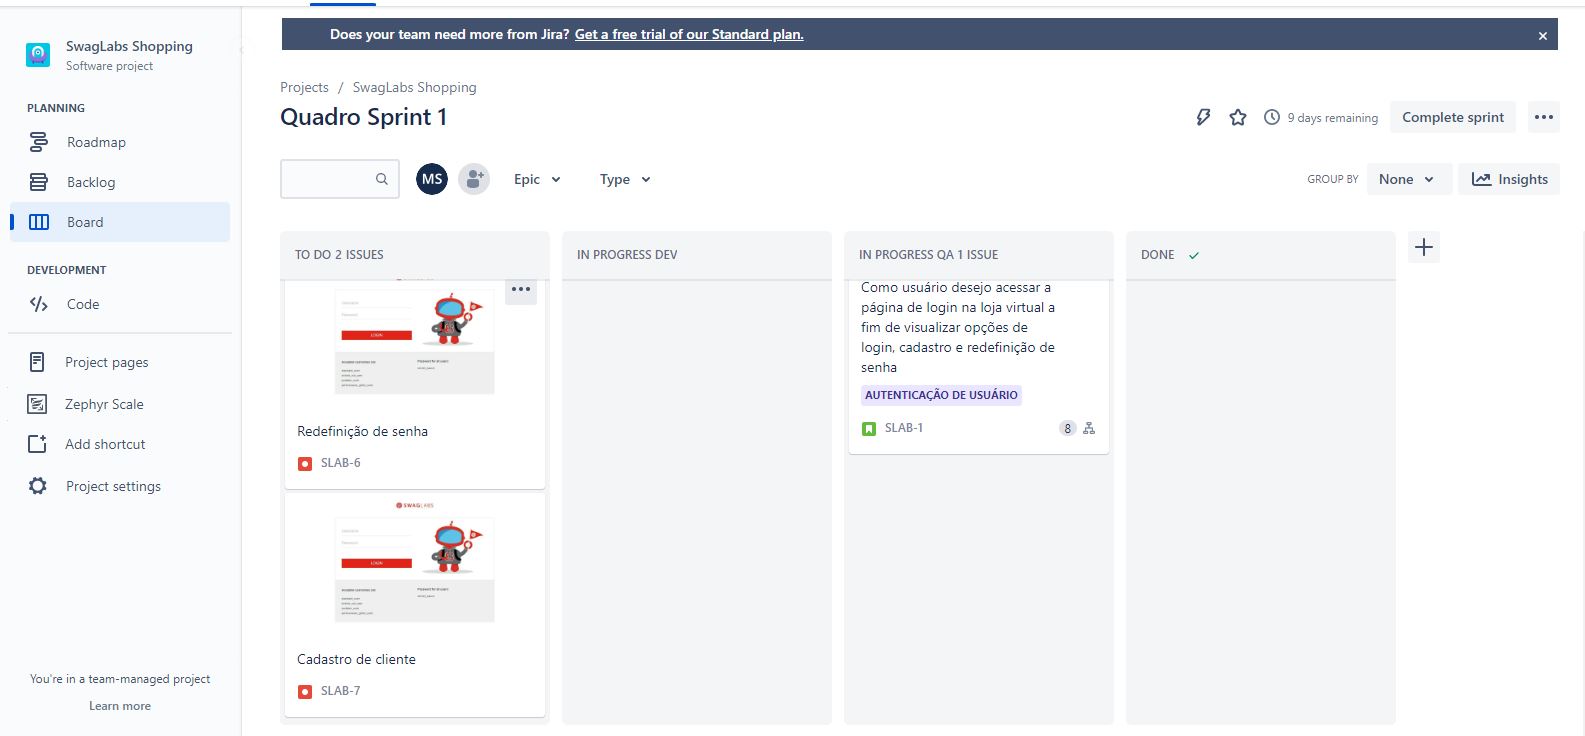 Does your team need more from Jira? Get a free trial of our Standard plan.
SwagLabs Shopping
Software project
PLANNING
Roadmap
Backlog
Board
DEVELOPMENT
Code
Project pages
Zephyr Scale
Add shortcut
Project settings
You're in a team-managed project
Learn more
Projects / SwagLabs Shopping
Quadro Sprint 1
9 days remaining
Complete sprint
MS
Epic
Type
GROUP BY
None
Insights
TO DO 2 ISSUES
LOGIN
Redefinição de senha
SLAB-6
SWAGLABS
LOGIN
Cadastro de cliente
SLAB-7
IN PROGRESS DEV
IN PROGRESS QA 1 ISSUE
Como usuário desejo acessar a
página de login na loja virtual a
fim de visualizar opções de
login, cadastro e redefinição de
senha
AUTENTICAÇÃO DE USUÁRIO
SLAB-1
8
DONE